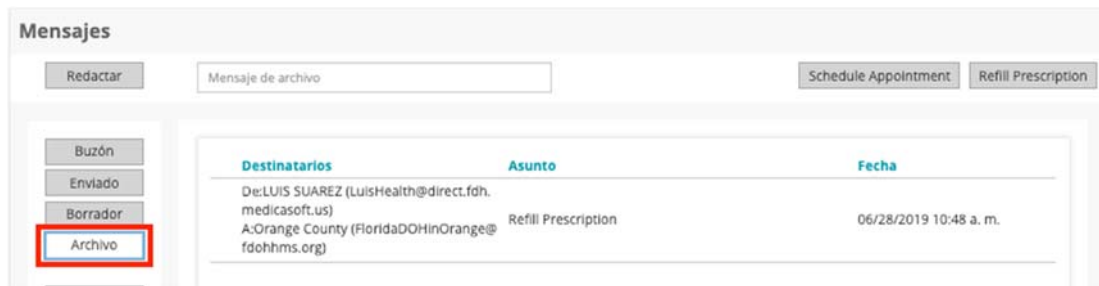 Mensajes
Redactar
Mensaje de archivo
Schedule Appointment
Refill Prescription
Buzón
Enviado
Borrador
Archivo
Destinatarios
Asunto
Fecha
De:LUIS SUAREZ (LuisHealth@direct.fdh.
medicasoft.us)
A:Orange County (FloridaDOHinOrange@
fdohhms.org)
Refill Prescription
06/28/2019 10:48 a. m.